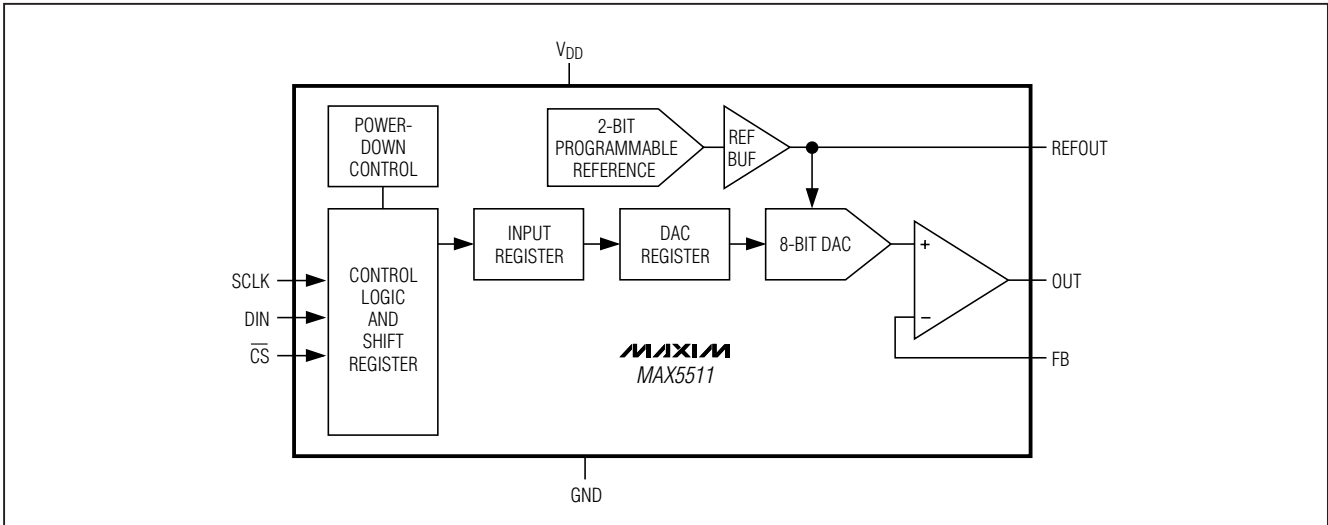 VDD
POWER-
DOWN
CONTROL
2-BIT
PROGRAMMABLE
REFERENCE
REF
BUF
REFOUT
INPUT
REGISTER
DAC
REGISTER
8-BIT DAC
+
−
OUT
FB
SCLK
DIN
CS
CONTROL
LOGIC
AND
SHIFT
REGISTER
MAXIM
MAX5511
GND